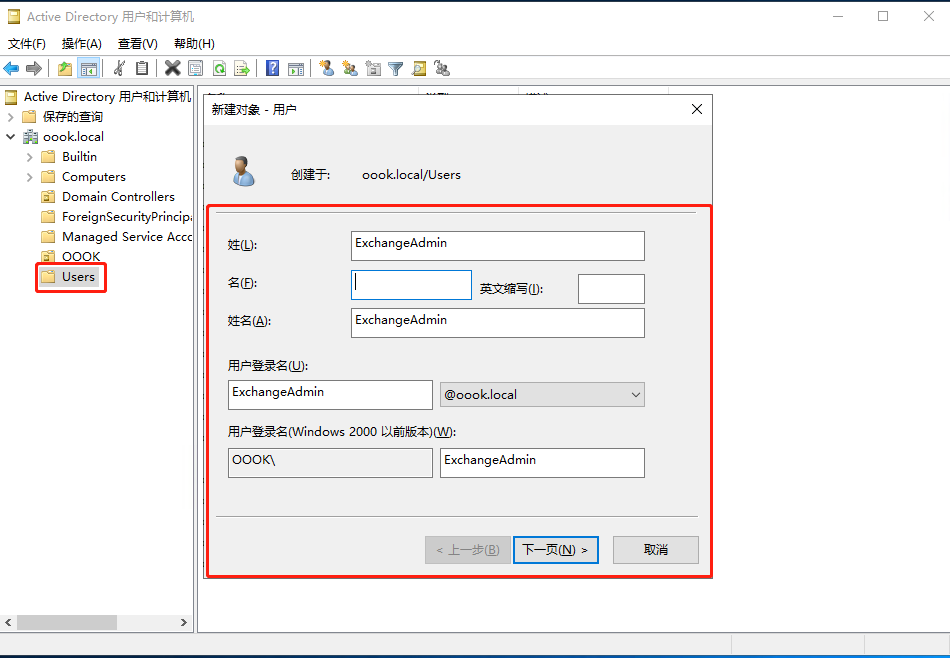 Active Directory 用户和计算机
文件(F) 操作(A) 查看(V) 帮助(H)
Active Directory 用户和计算机
保存的查询
oook.local
Builtin
Computers
Domain Controllers
ForeignSecurityPrincipa
Managed Service Acco
OOOK
Users
新建对象 - 用户
创建于: oook.local/Users
姓(L): ExchangeAdmin
名(F): 英文缩写(I):
姓名(A): ExchangeAdmin
用户登录名(U):
ExchangeAdmin @oook.local
用户登录名(Windows 2000 以前版本)(W):
OOOK\ ExchangeAdmin
< 上一步(B) 下一页(N) > 取消